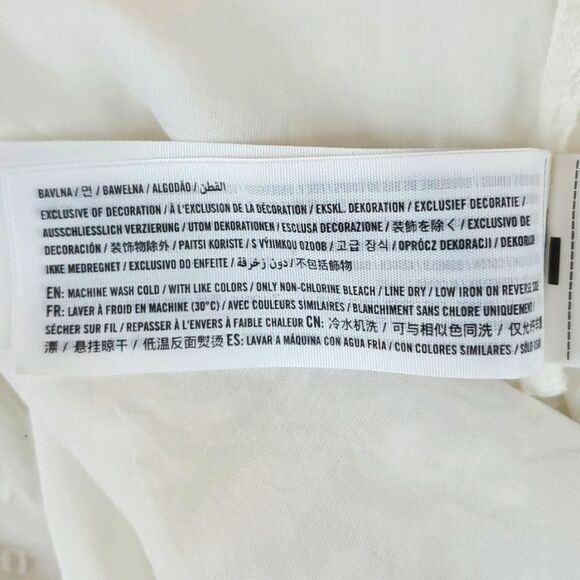 BAVLNA / 면 / BAWEŁNA / ALGODÃO / القطن /
EXCLUSIVE OF DECORATION / À L'EXCLUSION DE LA DÉCORATION / EKSKL. DEKORATION / EXCLUSIEF DECORATIE /
AUSSCHLIESSLICH VERZIERUNG / UTOM DEKORATIONEN / ESCLUSA DECORAZIONE / 装飾を除く / EXCLUSIVO DE
DECORACIÓN / 装饰物除外 / PAITSI KORISTE / S VÝJIMKOU OZDOB / 고급 장식 / OPRÓCZ DEKORACJI / DEKORLU
IKKE MEDREGNET / EXCLUSIVO DO ENFEITE / دون زخرفة / 不包括飾物
EN: MACHINE WASH COLD / WITH LIKE COLORS / ONLY NON-CHLORINE BLEACH / LINE DRY / LOW IRON ON REVERSE SIDE
FR: LAVER À FROID EN MACHINE (30°C) / AVEC COULEURS SIMILAIRES / BLANCHIMENT SANS CHLORE UNIQUEMENT /
SÉCHER SUR FIL / REPASSER À L'ENVERS À FAIBLE CHALEUR CN: 冷水机洗 / 可与相似色同洗 / 仅允许
漂 / 悬挂晾干 / 低温反面熨烫 ES: LAVAR A MÁQUINA CON AGUA FRÍA / CON COLORES SIMILARES / SÓLO